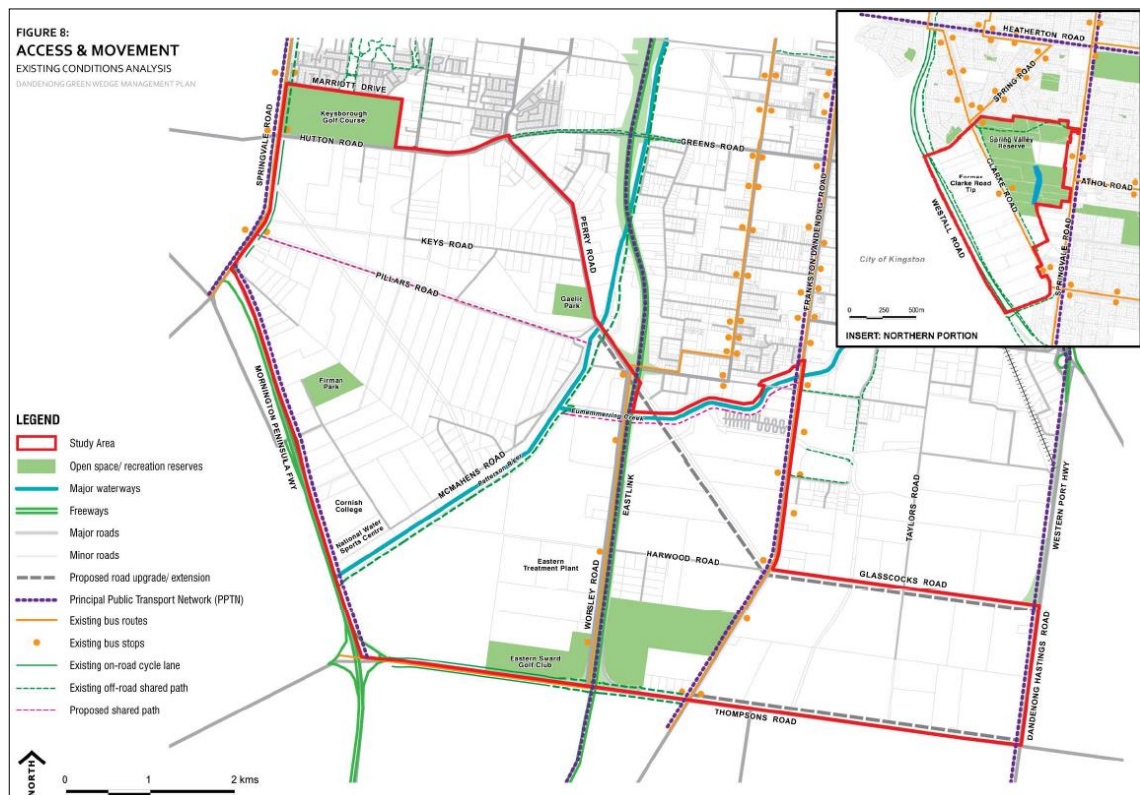 FIGURE 8:
ACCESS & MOVEMENT
EXISTING CONDITIONS ANALYSIS
DANDENONG GREEN WEDGE MANAGEMENT PLAN
MARRIOTT DRIVE
Keysborough
Golf Course
SPRINGVALE ROAD
HUTTON ROAD
GREENS ROAD
PERRY ROAD
KEYS ROAD
PILLARS ROAD
FRANKSTON DANDENONG ROAD
Gaelic
Park
Firman
Park
MORNINGTON PENINSULA FWY
Eumemmerring Creek
MCMAHENS ROAD
Patterson River
Cornish
College
National Water
Sports Centre
EASTLINK
Eastern
Treatment Plant
HARWOOD ROAD
WORSLEY ROAD
Eastern Sward
Golf Club
TAYLORS ROAD
WESTERN PORT HWY
GLASSCOCKS ROAD
THOMPSONS ROAD
DANDENONG HASTINGS ROAD
HEATHERTON ROAD
SPRING ROAD
Spring Valley
Reserve
Former
Clarke Road
Tip
CLARKE ROAD
ATHOL ROAD
WESTALL ROAD
SPRINGVALE ROAD
City of Kingston
0 250 500m
INSERT: NORTHERN PORTION
LEGEND
Study Area
Open space/ recreation reserves
Major waterways
Freeways
Major roads
Minor roads
Proposed road upgrade/ extension
Principal Public Transport Network (PPTN)
Existing bus routes
Existing bus stops
Existing on-road cycle lane
Existing off-road shared path
Proposed shared path
NORTH
0 1 2 kms